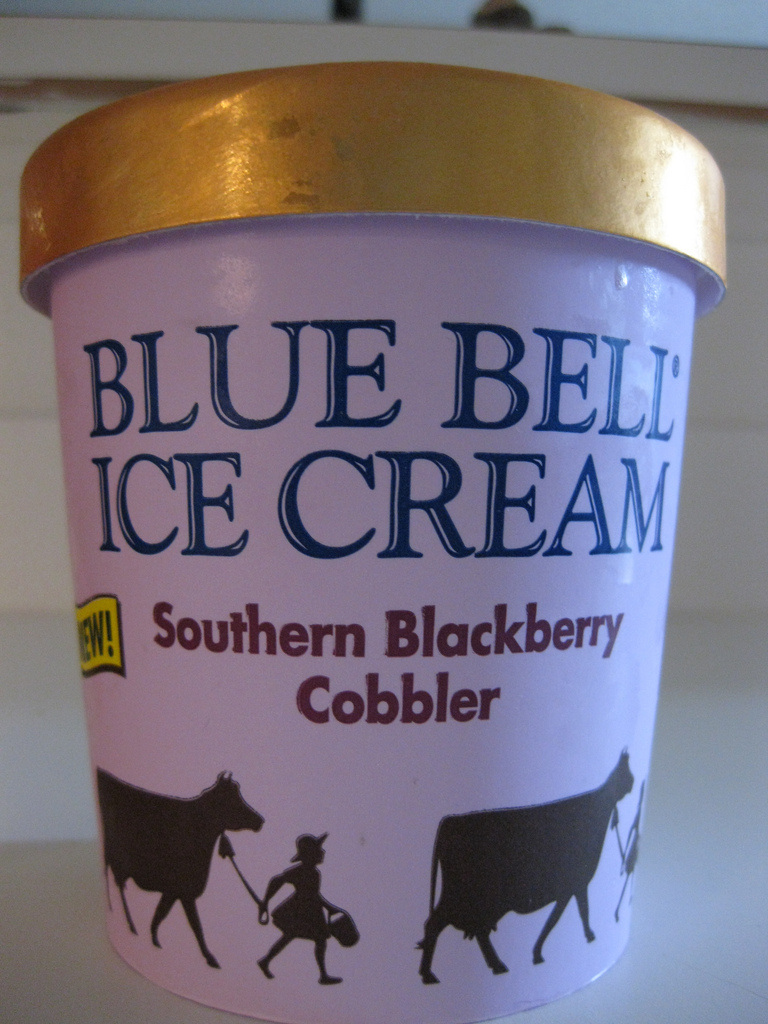 BLUE BELL®
ICE CREAM
EW!
Southern Blackberry
Cobbler